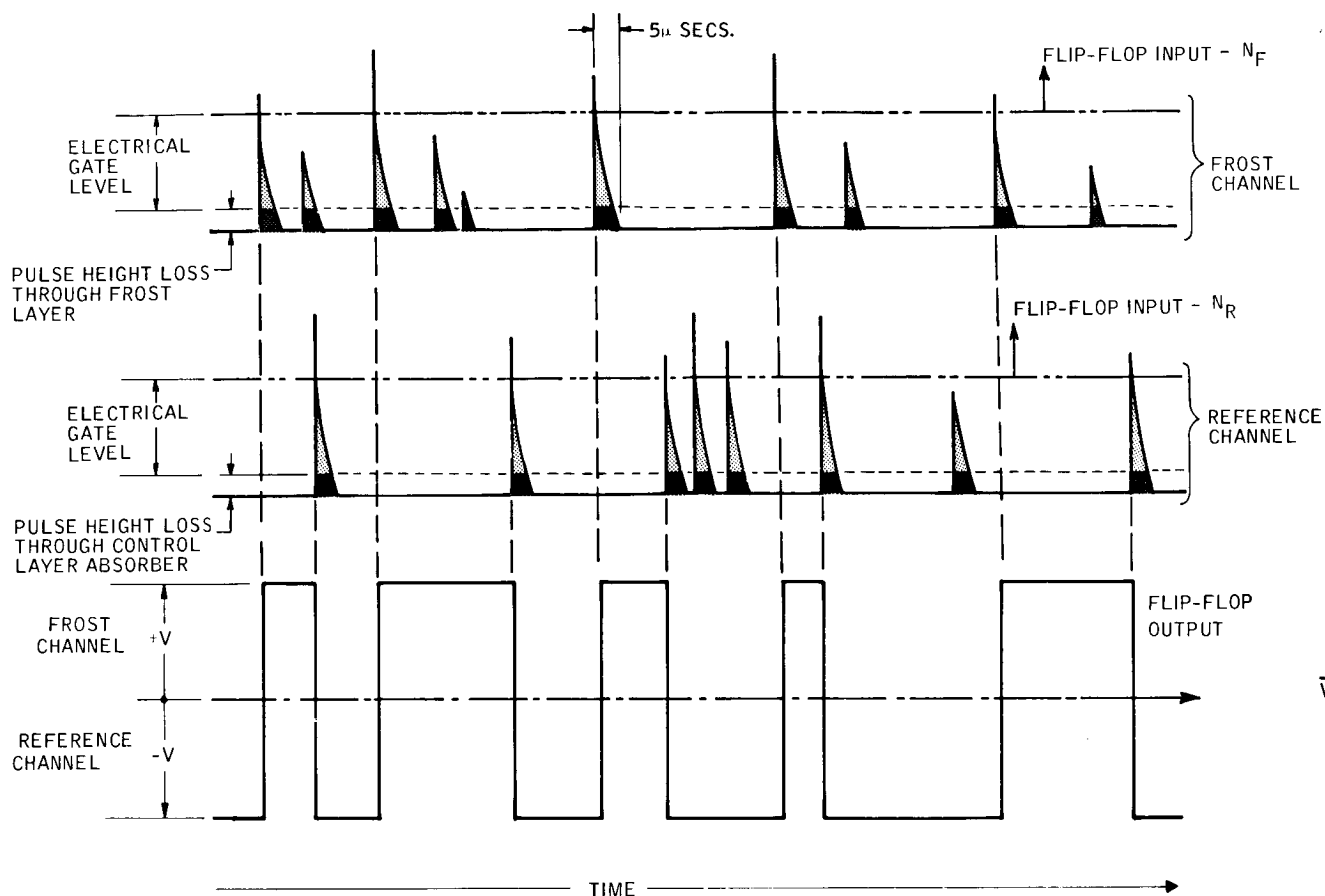 5μ SECS.
FLIP-FLOP INPUT - NF
ELECTRICAL
GATE
LEVEL
FROST
CHANNEL
PULSE HEIGHT LOSS
THROUGH FROST
LAYER
FLIP-FLOP INPUT - NR
ELECTRICAL
GATE
LEVEL
REFERENCE
CHANNEL
PULSE HEIGHT LOSS
THROUGH CONTROL
LAYER ABSORBER
FROST
CHANNEL
+V
FLIP-FLOP
OUTPUT
REFERENCE
CHANNEL
-V
TIME